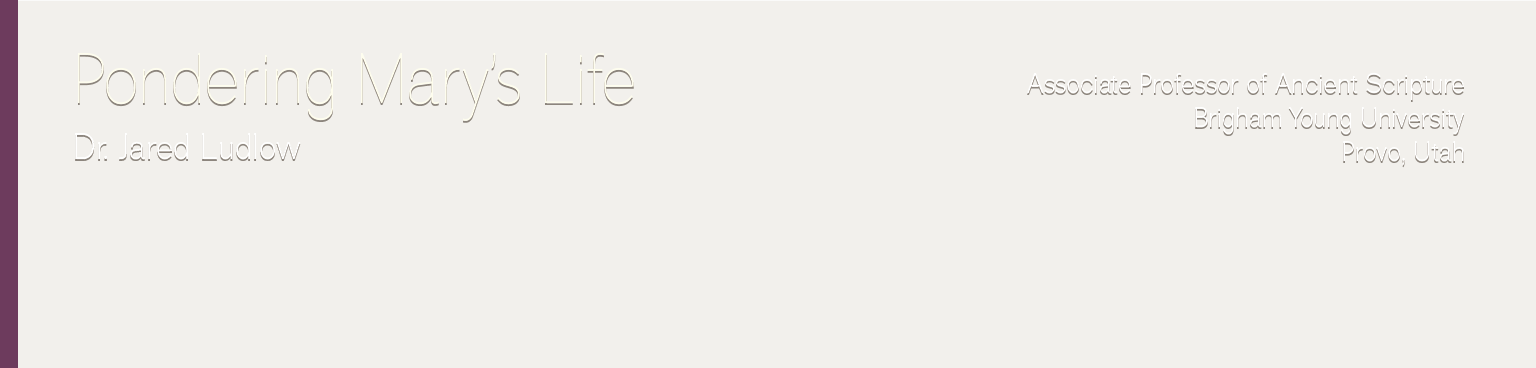 Pondering Mary's Life
Dr. Jared Ludlow
Associate Professor of Ancient Scripture
Brigham Young University
Provo, Utah